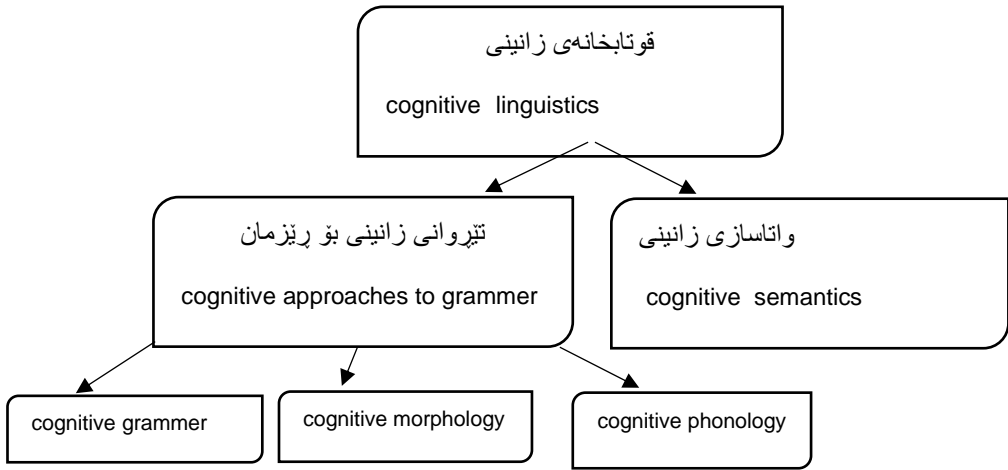 قوتابخانەی زانینی
cognitive linguistics
تێڕوانی زانینی بۆ ڕێزمان
cognitive approaches to grammer
واتاسازی زانینی
cognitive semantics
cognitive grammer
cognitive morphology
cognitive phonology